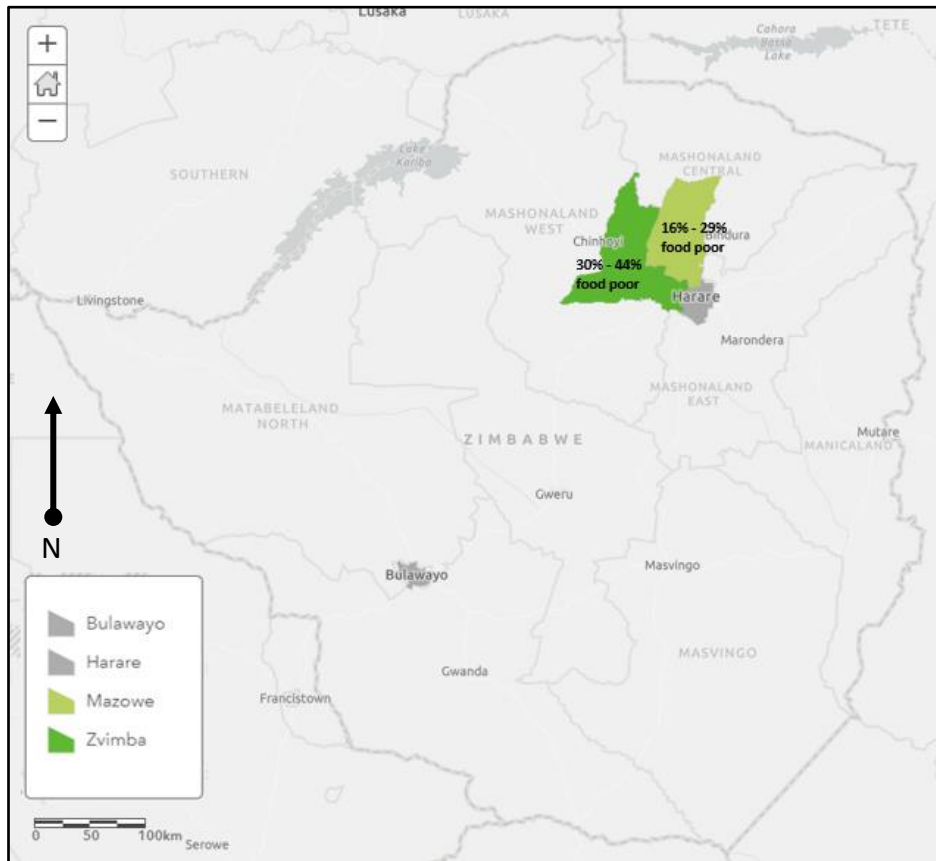 Lusaka
LUSAKA
TETE
Cahora
Bassa
Lake
+
−
Lake
Kariba
SOUTHERN
MASHONALAND
CENTRAL
MASHONALAND
WEST
16% - 29%
food poor
Bindura
Chinhoyi
30% - 44%
food poor
Livingstone
Harare
Marondera
MASHONALAND
EAST
MATABELELAND
NORTH
ZIMBABWE
Mutare
MANICALAND
Gweru
N
Bulawayo
Masvingo
MASVINGO
Gwanda
Francistown
Bulawayo
Harare
Mazowe
Zvimba
0 50 100km
Serowe